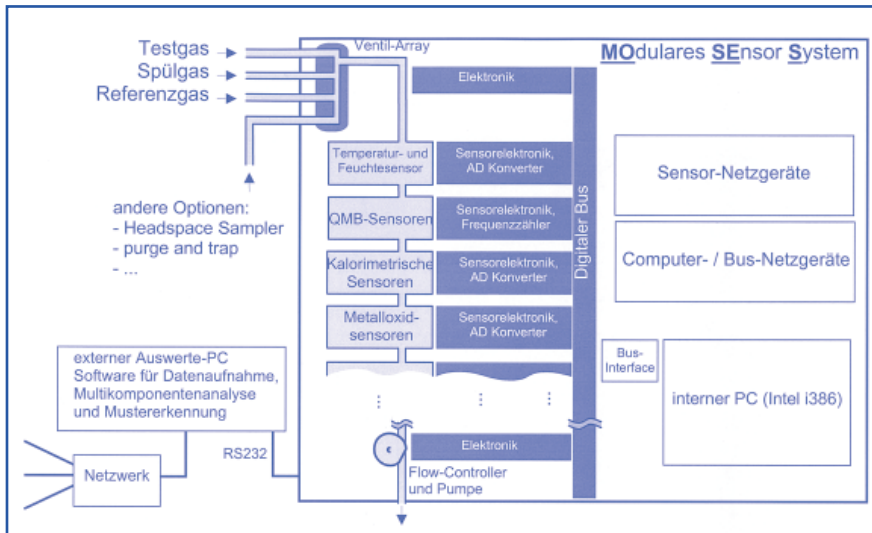 Testgas
Spülgas
Referenzgas
Ventil-Array
MOdulares SEnsor System
Elektronik
andere Optionen:
- Headspace Sampler
- purge and trap
- ...
Temperatur- und
Feuchtesensor
Sensorelektronik,
AD Konverter
QMB-Sensoren
Sensorelektronik,
Frequenzzähler
Kalorimetrische
Sensoren
Sensorelektronik,
AD Konverter
Metalloxid-
sensoren
Sensorelektronik,
AD Konverter
Digitaler Bus
Sensor-Netzgeräte
Computer- / Bus-Netzgeräte
Bus-
Interface
interner PC (Intel i386)
externer Auswerte-PC
Software für Datenaufnahme,
Multikomponentenanalyse
und Mustererkennung
RS232
Netzwerk
€
Elektronik
Flow-Controller
und Pumpe